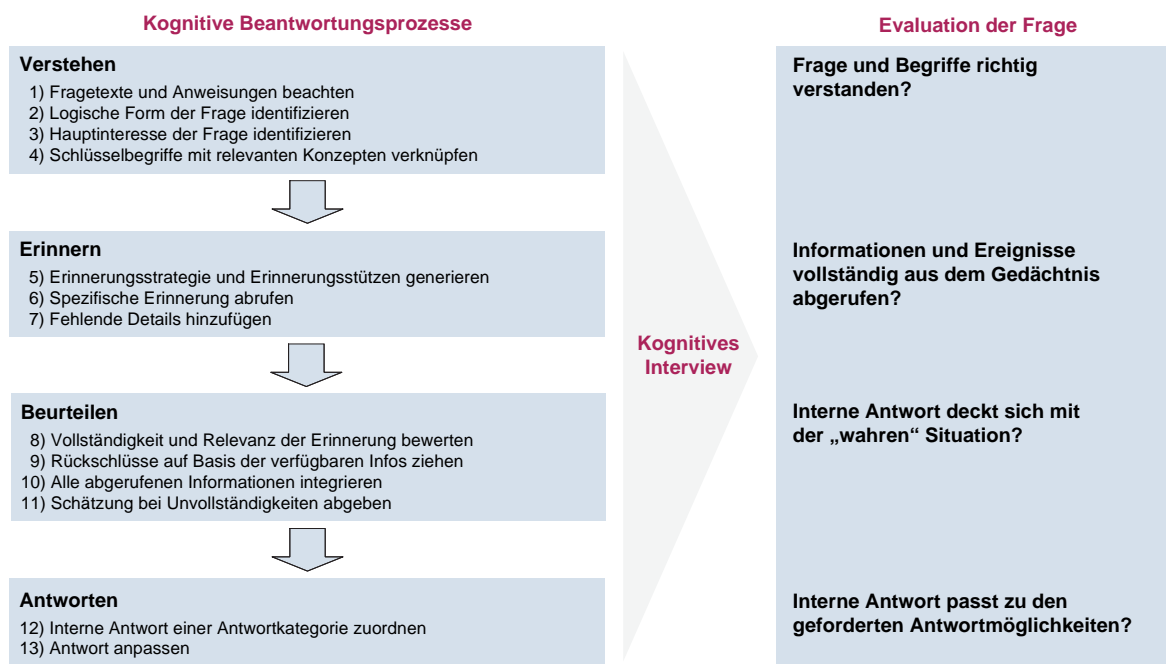 Kognitive Beantwortungsprozesse
Verstehen
1) Fragetexte und Anweisungen beachten
2) Logische Form der Frage identifizieren
3) Hauptinteresse der Frage identifizieren
4) Schlüsselbegriffe mit relevanten Konzepten verknüpfen
Erinnern
5) Erinnerungsstrategie und Erinnerungsstützen generieren
6) Spezifische Erinnerung abrufen
7) Fehlende Details hinzufügen
Beurteilen
8) Vollständigkeit und Relevanz der Erinnerung bewerten
9) Rückschlüsse auf Basis der verfügbaren Infos ziehen
10) Alle abgerufenen Informationen integrieren
11) Schätzung bei Unvollständigkeiten abgeben
Antworten
12) Interne Antwort einer Antwortkategorie zuordnen
13) Antwort anpassen
Kognitives
Interview
Evaluation der Frage
Frage und Begriffe richtig
verstanden?
Informationen und Ereignisse
vollständig aus dem Gedächtnis
abgerufen?
Interne Antwort deckt sich mit
der „wahren“ Situation?
Interne Antwort passt zu den
geforderten Antwortmöglichkeiten?